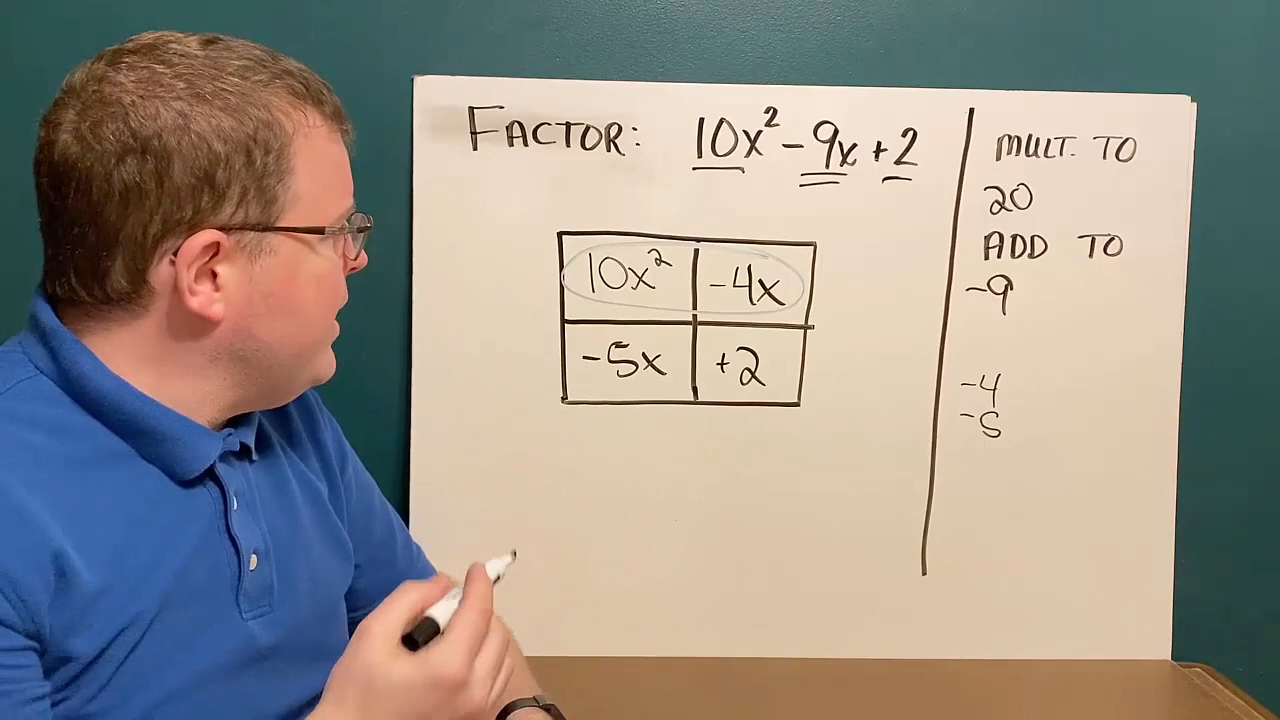 FACTOR: 10x² - 9x + 2
10x² -4x
-5x +2
MULT. TO
20
ADD TO
-9
-4
-5